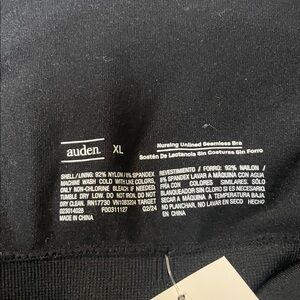 auden. XL
SHELL/LINING: 92% NYLON / 8% SPANDEX
MACHINE WASH COLD WITH LIKE COLORS.
ONLY NON-CHLORINE BLEACH IF NEEDED.
TUMBLE DRY LOW. DO NOT IRON. DO NOT
DRY CLEAN. RN17730 TARGET
023014028 F00311127 02/24
MADE IN CHINA
Nursing Unlined Seamless Bra
Sostén De Lactancia Sin Costuras Sin Forro
REVESTIMIENTO / FORRO: 92% NAILON /
8% SPANDEX LAVAR A MÁQUINA CON AGUA
FRÍA CON COLORES SIMILARES. SÓLO
BLANQUEADOR SIN CLORO SI ES NECESARIO.
SECAR A MÁQUINA A TEMPERATURA BAJA.
NO PLANCHAR. NO LAVAR EN SECO HECHO
EN CHINA